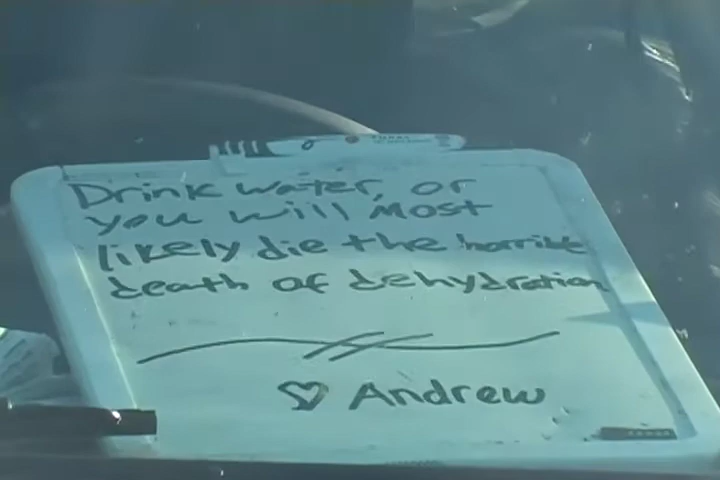 Drink water, or
you will most
likely die the horrible
death of dehydration
♡ Andrew